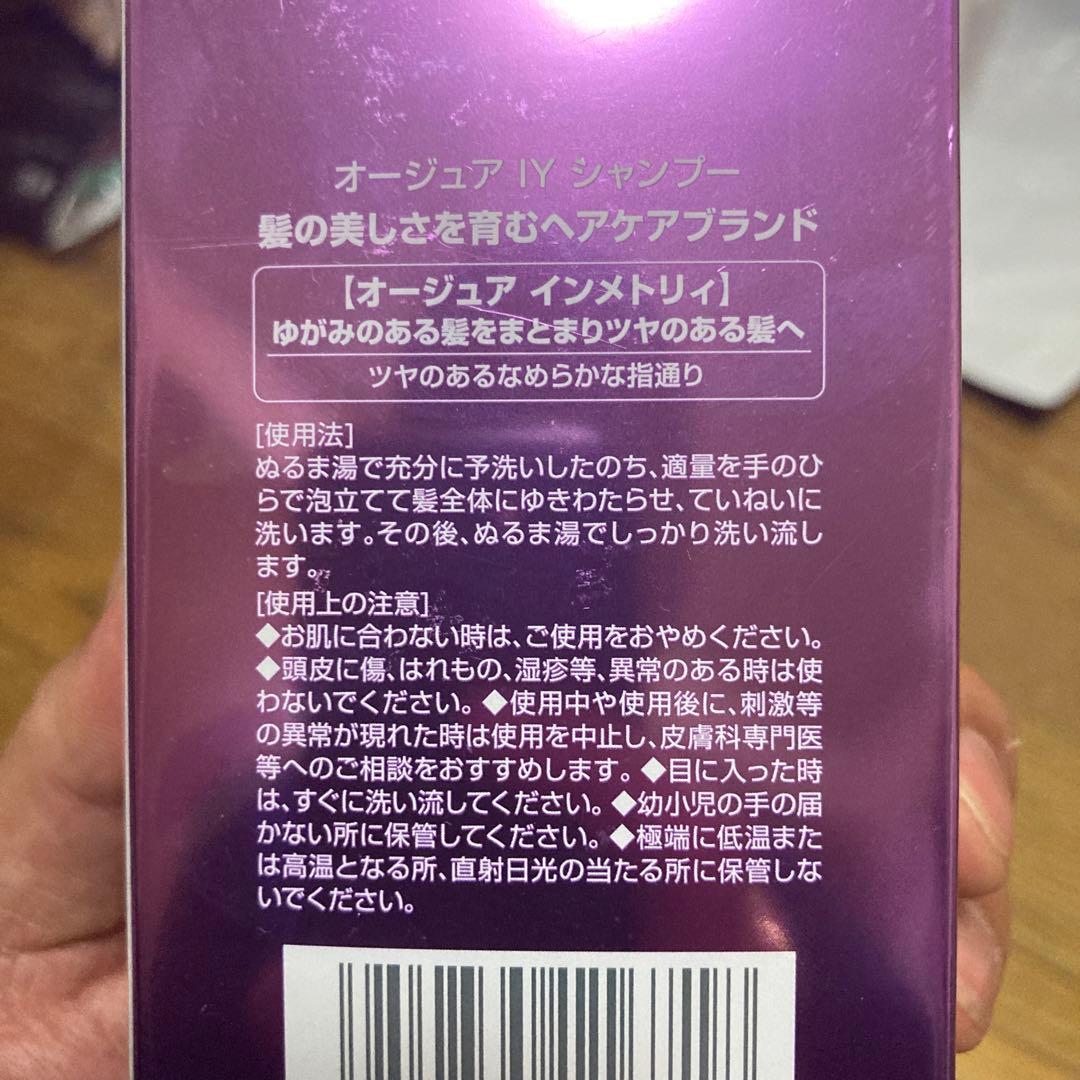 オージュア IY シャンプー
髪の美しさを育むヘアケアブランド
【オージュア インメトリィ】
ゆがみのある髪をまとまりツヤのある髪へ
ツヤのあるなめらかな指通り
[使用法]
ぬるま湯で充分に予洗いしたのち、適量を手のひ
らで泡立てて髪全体にゆきわたらせ、ていねいに
洗います。その後、ぬるま湯でしっかり洗い流し
ます。
[使用上の注意]
◆お肌に合わない時は、ご使用をおやめください。
◆頭皮に傷、はれもの、湿疹等、異常のある時は使
わないでください。◆使用中や使用後に、刺激等
の異常が現れた時は使用を中止し、皮膚科専門医
等へのご相談をおすすめします。◆目に入った時
は、すぐに洗い流してください。◆幼小児の手の届
かない所に保管してください。◆極端に低温また
は高温となる所、直射日光の当たる所に保管しな
いでください。